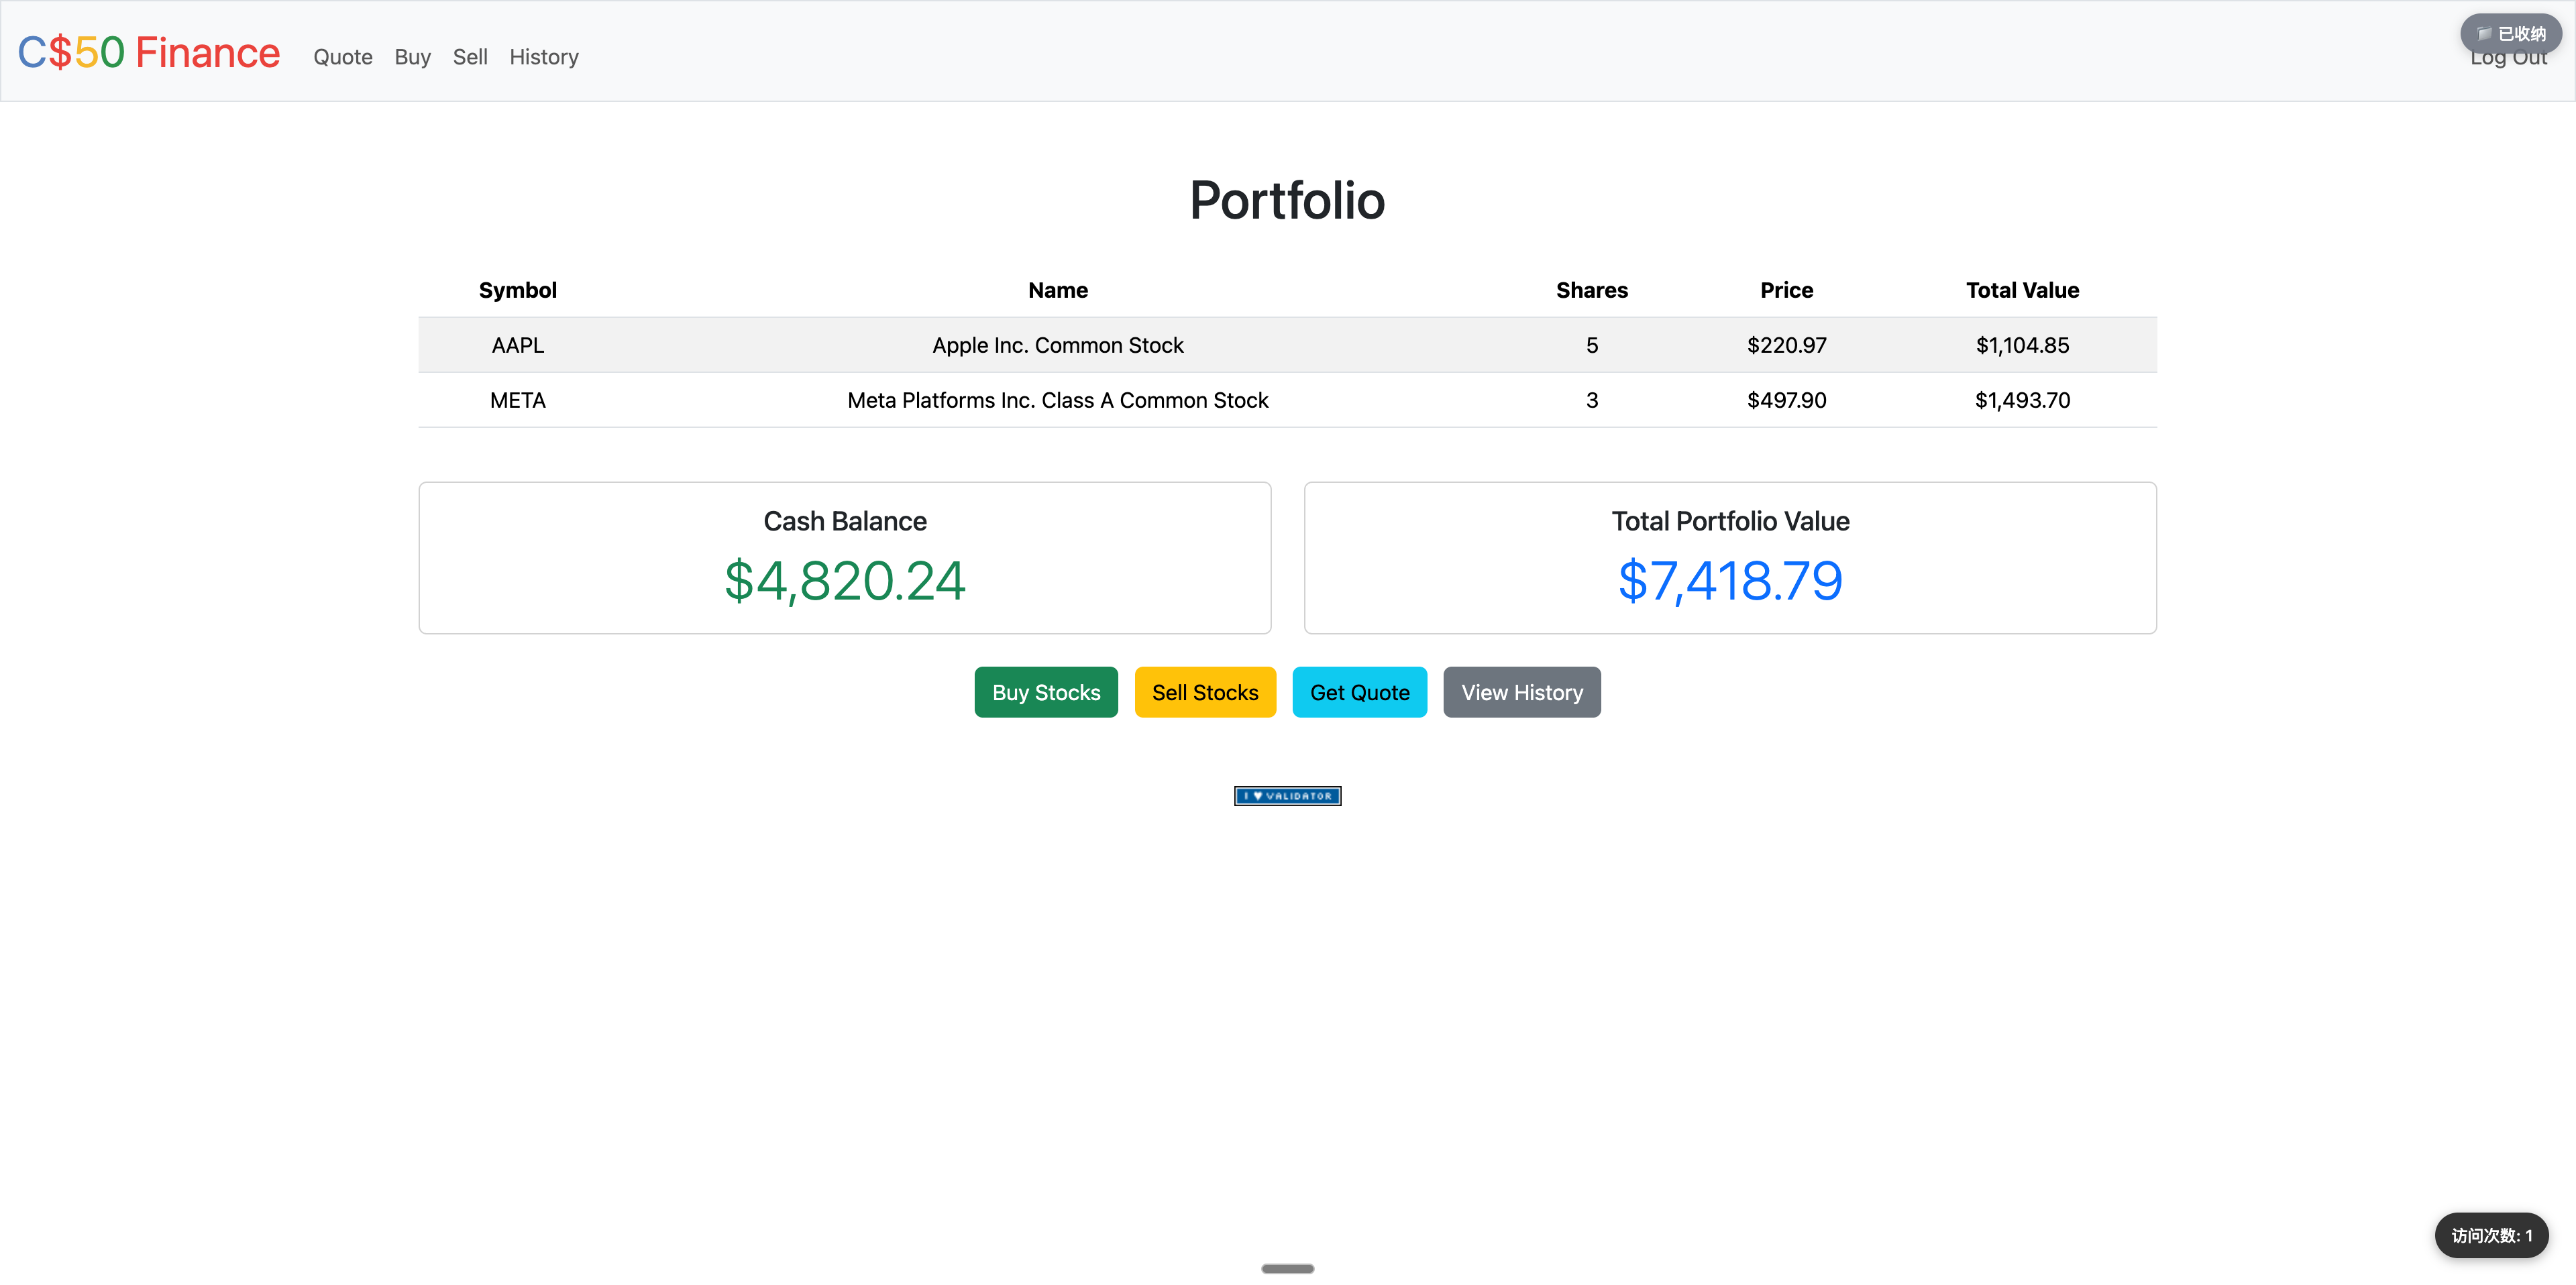 C$50 Finance Quote Buy Sell History Log Out
已收纳
Portfolio
Symbol Name Shares Price Total Value
AAPL Apple Inc. Common Stock 5 $220.97 $1,104.85
META Meta Platforms Inc. Class A Common Stock 3 $497.90 $1,493.70
Cash Balance
$4,820.24
Total Portfolio Value
$7,418.79
Buy Stocks Sell Stocks Get Quote View History
I ♥ VALIDATOR
访问次数: 1